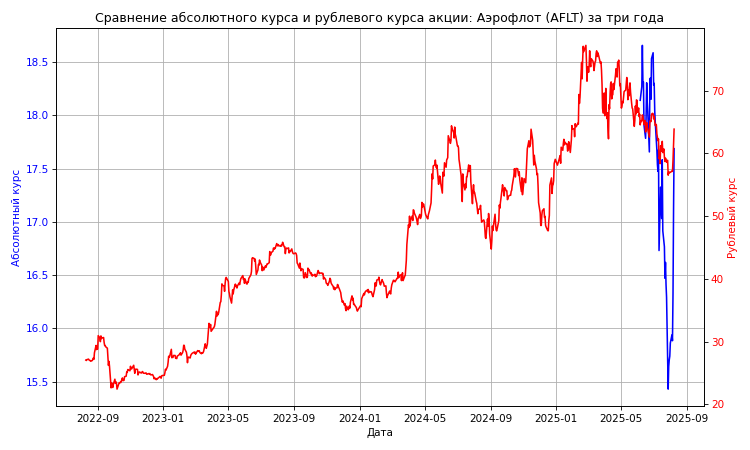 Сравнение абсолютного курса и рублевого курса акции: Аэрофлот (AFLT) за три года
18.5
18.0
17.5
17.0
16.5
16.0
15.5
Абсолютный курс
70
60
50
40
30
20
Рублевый курс
2022-09 2023-01 2023-05 2023-09 2024-01 2024-05 2024-09 2025-01 2025-05 2025-09
Дата